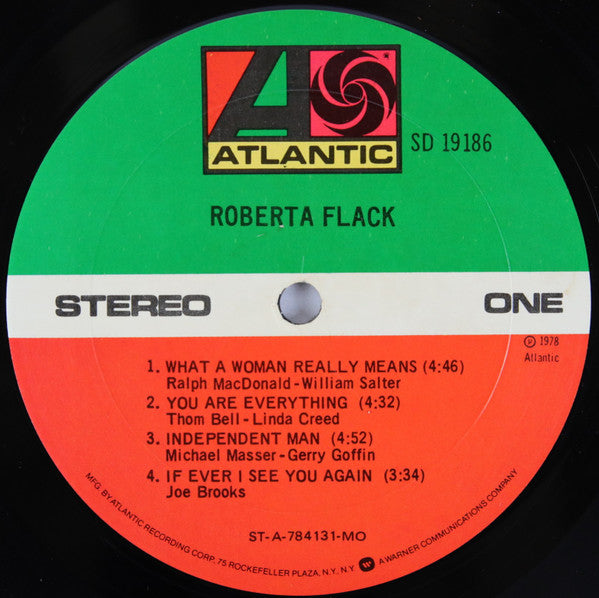 ATLANTIC
SD 19186
ROBERTA FLACK
STEREO ONE
℗ 1978
Atlantic
1. WHAT A WOMAN REALLY MEANS (4:46)
Ralph MacDonald-William Salter
2. YOU ARE EVERYTHING (4:32)
Thom Bell-Linda Creed
3. INDEPENDENT MAN (4:52)
Michael Masser-Gerry Goffin
4. IF EVER I SEE YOU AGAIN (3:34)
Joe Brooks
ST-A-784131-MO
MFG. BY ATLANTIC RECORDING CORP. 75 ROCKEFELLER PLAZA, N.Y. N.Y. A WARNER COMMUNICATIONS COMPANY